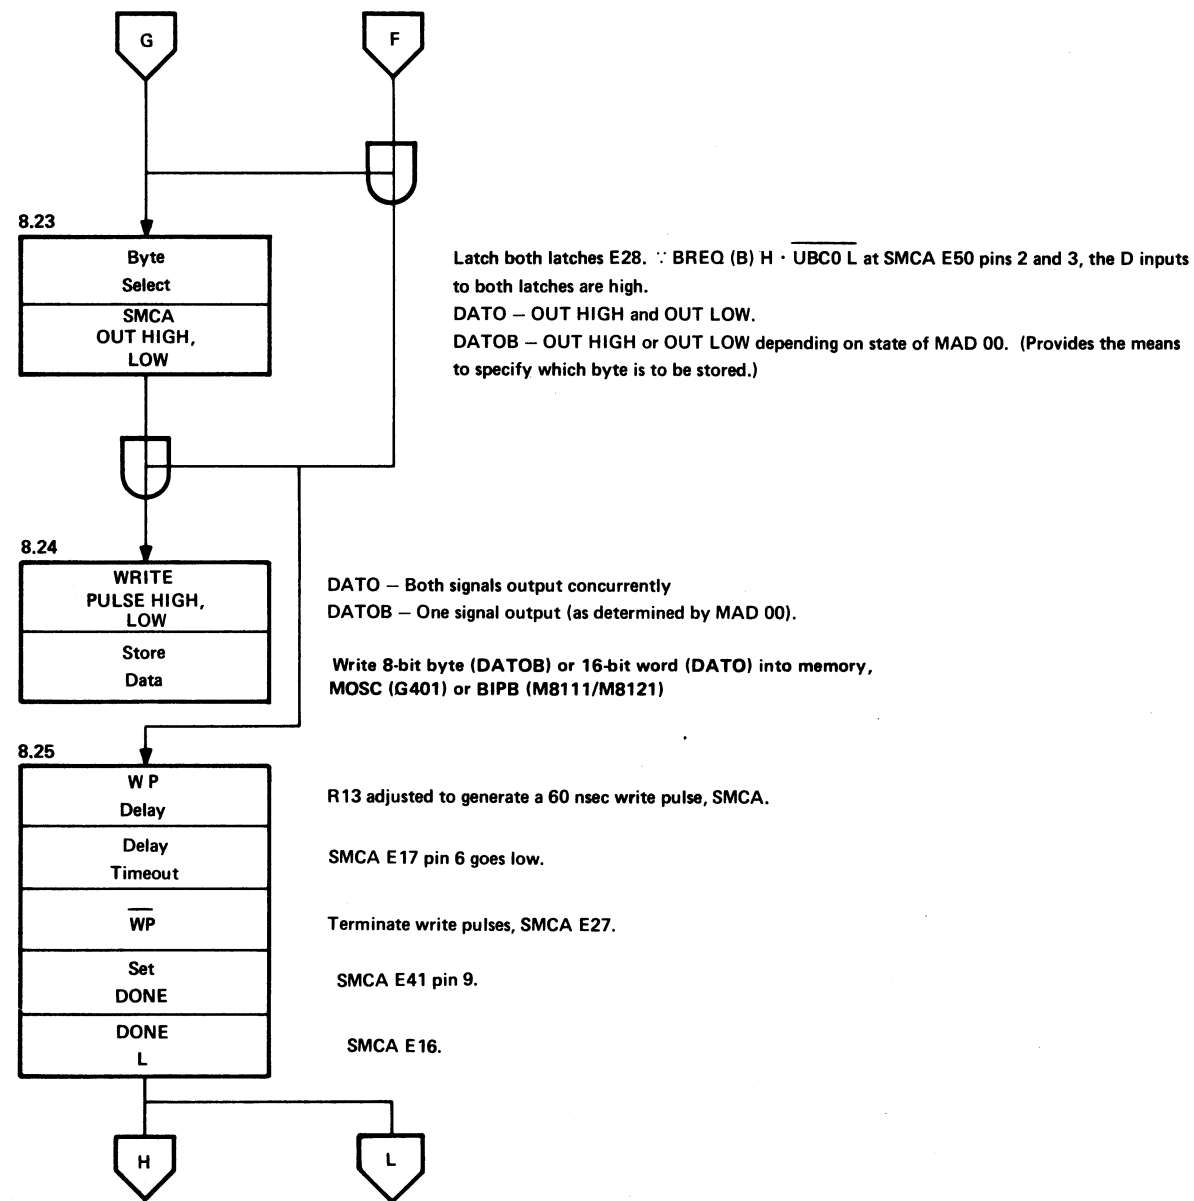 G
F
8.23
Byte
Select
SMCA
OUT HIGH,
LOW
Latch both latches E28. ∵ BREQ (B) H · U̅B̅C̅0̅ ̅L̅ at SMCA E50 pins 2 and 3, the D inputs
to both latches are high.
DATO – OUT HIGH and OUT LOW.
DATOB – OUT HIGH or OUT LOW depending on state of MAD 00. (Provides the means
to specify which byte is to be stored.)
8.24
WRITE
PULSE HIGH,
LOW
Store
Data
DATO – Both signals output concurrently
DATOB – One signal output (as determined by MAD 00).
Write 8-bit byte (DATOB) or 16-bit word (DATO) into memory,
MOSC (G401) or BIPB (M8111/M8121)
8.25
W P
Delay
R13 adjusted to generate a 60 nsec write pulse, SMCA.
Delay
Timeout
SMCA E17 pin 6 goes low.
W̅P̅
Terminate write pulses, SMCA E27.
Set
DONE
SMCA E41 pin 9.
DONE
L
SMCA E16.
H
L